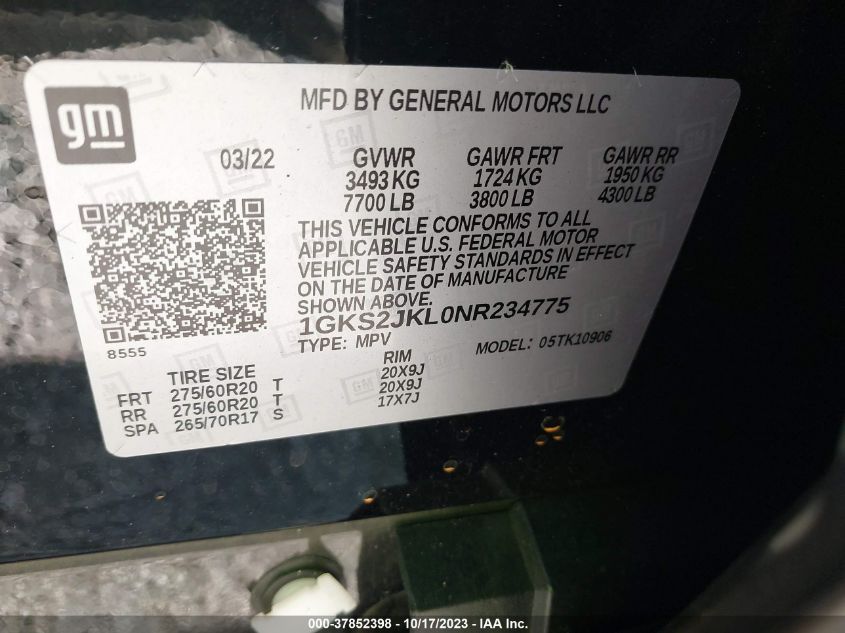 gm
MFD BY GENERAL MOTORS LLC
03/22 GVWR GAWR FRT GAWR RR
3493 KG 1724 KG 1950 KG
7700 LB 3800 LB 4300 LB
THIS VEHICLE CONFORMS TO ALL
APPLICABLE U.S. FEDERAL MOTOR
VEHICLE SAFETY STANDARDS IN EFFECT
ON THE DATE OF MANUFACTURE
SHOWN ABOVE.
1GKS2JKL0NR234775
8555
TYPE: MPV MODEL: 05TK10906
TIRE SIZE RIM
FRT 275/60R20 T 20X9J
RR 275/60R20 T 20X9J
SPA 265/70R17 S 17X7J
000-37852398 - 10/17/2023 - IAA Inc.